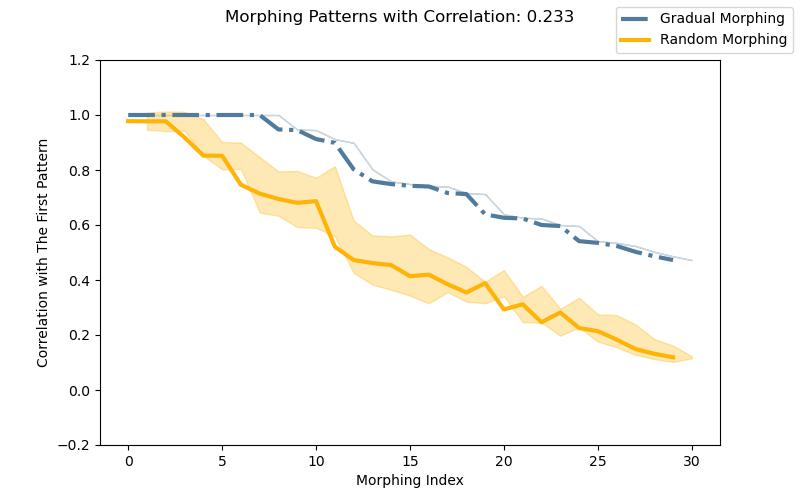 Morphing Patterns with Correlation: 0.233
Gradual Morphing
Random Morphing
1.2
1.0
0.8
0.6
0.4
0.2
0.0
−0.2
Correlation with The First Pattern
0 5 10 15 20 25 30
Morphing Index